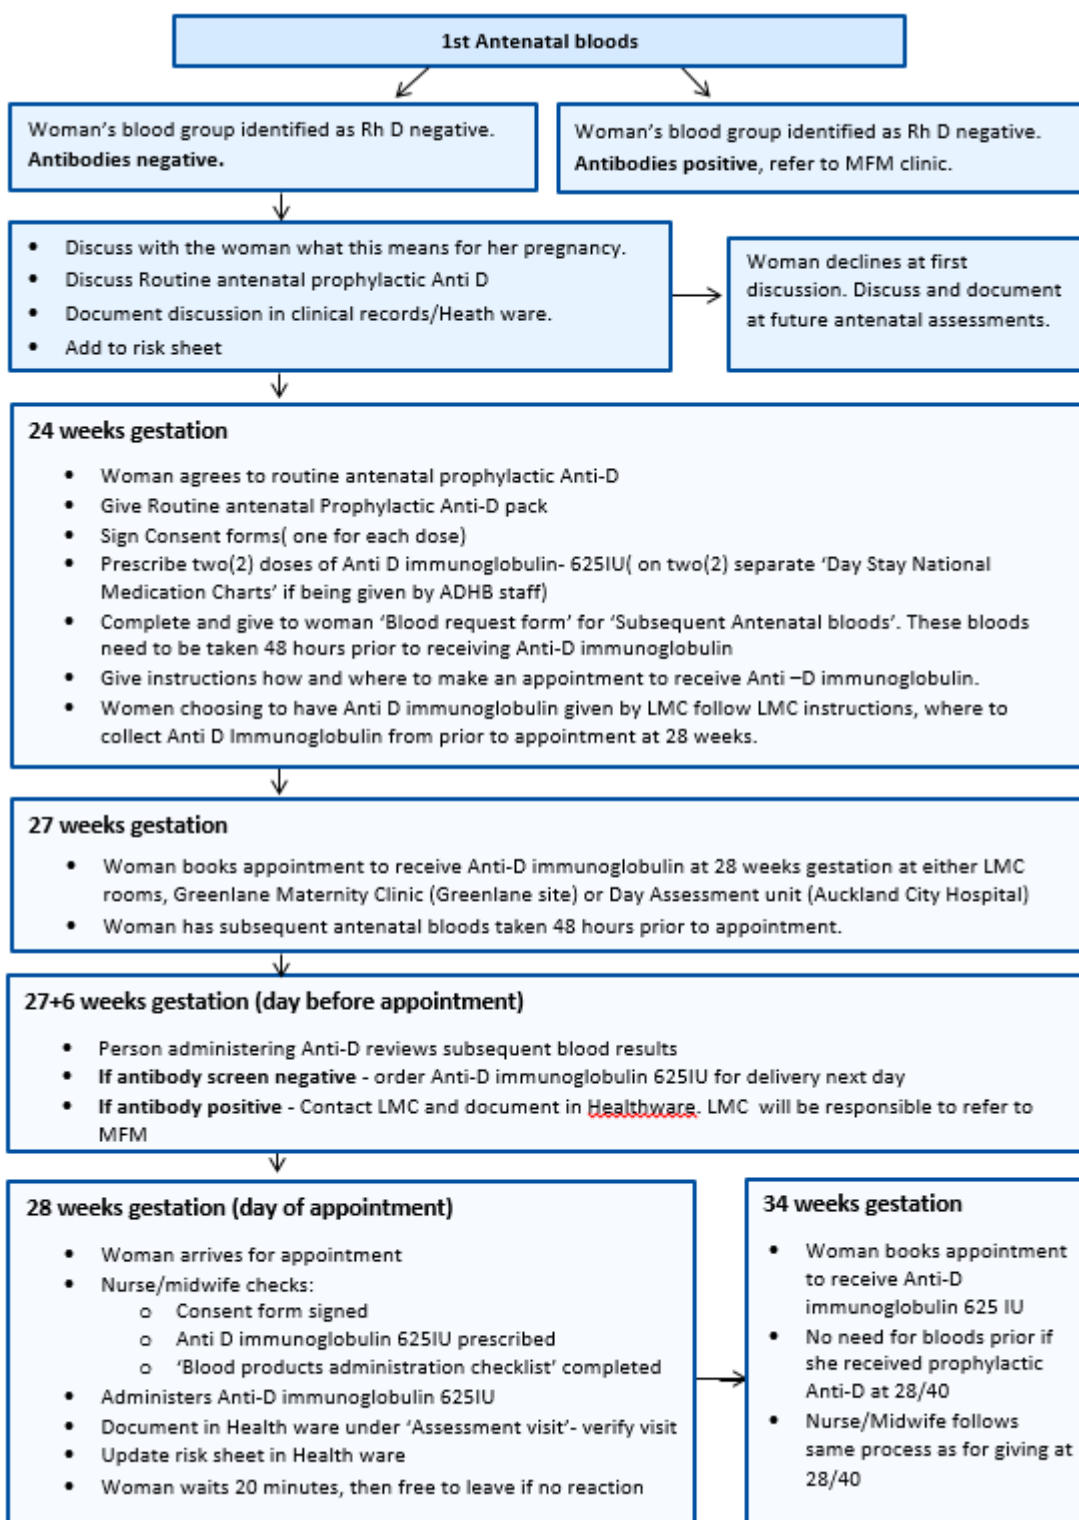 1st Antenatal bloods
Woman's blood group identified as Rh D negative.
Antibodies negative.
Woman's blood group identified as Rh D negative.
Antibodies positive, refer to MFM clinic.
• Discuss with the woman what this means for her pregnancy.
• Discuss Routine antenatal prophylactic Anti D
• Document discussion in clinical records/Heath ware.
• Add to risk sheet
Woman declines at first
discussion. Discuss and document
at future antenatal assessments.
24 weeks gestation
• Woman agrees to routine antenatal prophylactic Anti-D
• Give Routine antenatal Prophylactic Anti-D pack
• Sign Consent forms( one for each dose)
• Prescribe two(2) doses of Anti D immunoglobulin- 625IU( on two(2) separate 'Day Stay National
Medication Charts' if being given by ADHB staff)
• Complete and give to woman 'Blood request form' for 'Subsequent Antenatal bloods'. These bloods
need to be taken 48 hours prior to receiving Anti-D immunoglobulin
• Give instructions how and where to make an appointment to receive Anti –D immunoglobulin.
• Women choosing to have Anti D immunoglobulin given by LMC follow LMC instructions, where to
collect Anti D Immunoglobulin from prior to appointment at 28 weeks.
27 weeks gestation
• Woman books appointment to receive Anti-D immunoglobulin at 28 weeks gestation at either LMC
rooms, Greenlane Maternity Clinic (Greenlane site) or Day Assessment unit (Auckland City Hospital)
• Woman has subsequent antenatal bloods taken 48 hours prior to appointment.
27+6 weeks gestation (day before appointment)
• Person administering Anti-D reviews subsequent blood results
• If antibody screen negative - order Anti-D immunoglobulin 625IU for delivery next day
• If antibody positive - Contact LMC and document in Healthware. LMC will be responsible to refer to
MFM
28 weeks gestation (day of appointment)
• Woman arrives for appointment
• Nurse/midwife checks:
o Consent form signed
o Anti D immunoglobulin 625IU prescribed
o 'Blood products administration checklist' completed
• Administers Anti-D immunoglobulin 625IU
• Document in Health ware under 'Assessment visit'- verify visit
• Update risk sheet in Health ware
• Woman waits 20 minutes, then free to leave if no reaction
34 weeks gestation
• Woman books appointment
to receive Anti-D
immunoglobulin 625 IU
• No need for bloods prior if
she received prophylactic
Anti-D at 28/40
• Nurse/Midwife follows
same process as for giving at
28/40